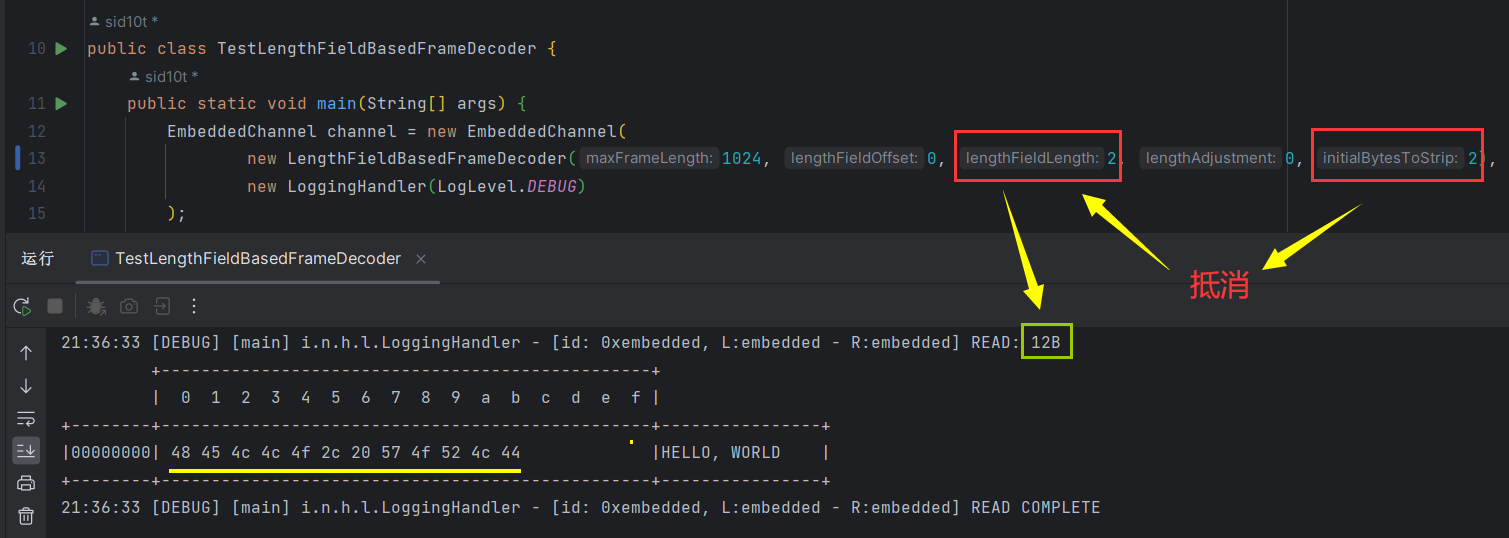 sid10t *
10 public class TestLengthFieldBasedFrameDecoder {
sid10t *
11 public static void main(String[] args) {
12 EmbeddedChannel channel = new EmbeddedChannel(
13 new LengthFieldBasedFrameDecoder( maxFrameLength: 1024, lengthFieldOffset: 0, lengthFieldLength: 2, lengthAdjustment: 0, initialBytesToStrip: 2),
14 new LoggingHandler(LogLevel.DEBUG)
15 );
抵消
运行 TestLengthFieldBasedFrameDecoder ×
21:36:33 [DEBUG] [main] i.n.h.l.LoggingHandler - [id: 0xembedded, L:embedded - R:embedded] READ: 12B
+-------------------------------------------------+
| 0 1 2 3 4 5 6 7 8 9 a b c d e f |
+--------+-------------------------------------------------+----------------+
|00000000| 48 45 4c 4c 4f 2c 20 57 4f 52 4c 44 |HELLO, WORLD |
+--------+-------------------------------------------------+----------------+
21:36:33 [DEBUG] [main] i.n.h.l.LoggingHandler - [id: 0xembedded, L:embedded - R:embedded] READ COMPLETE